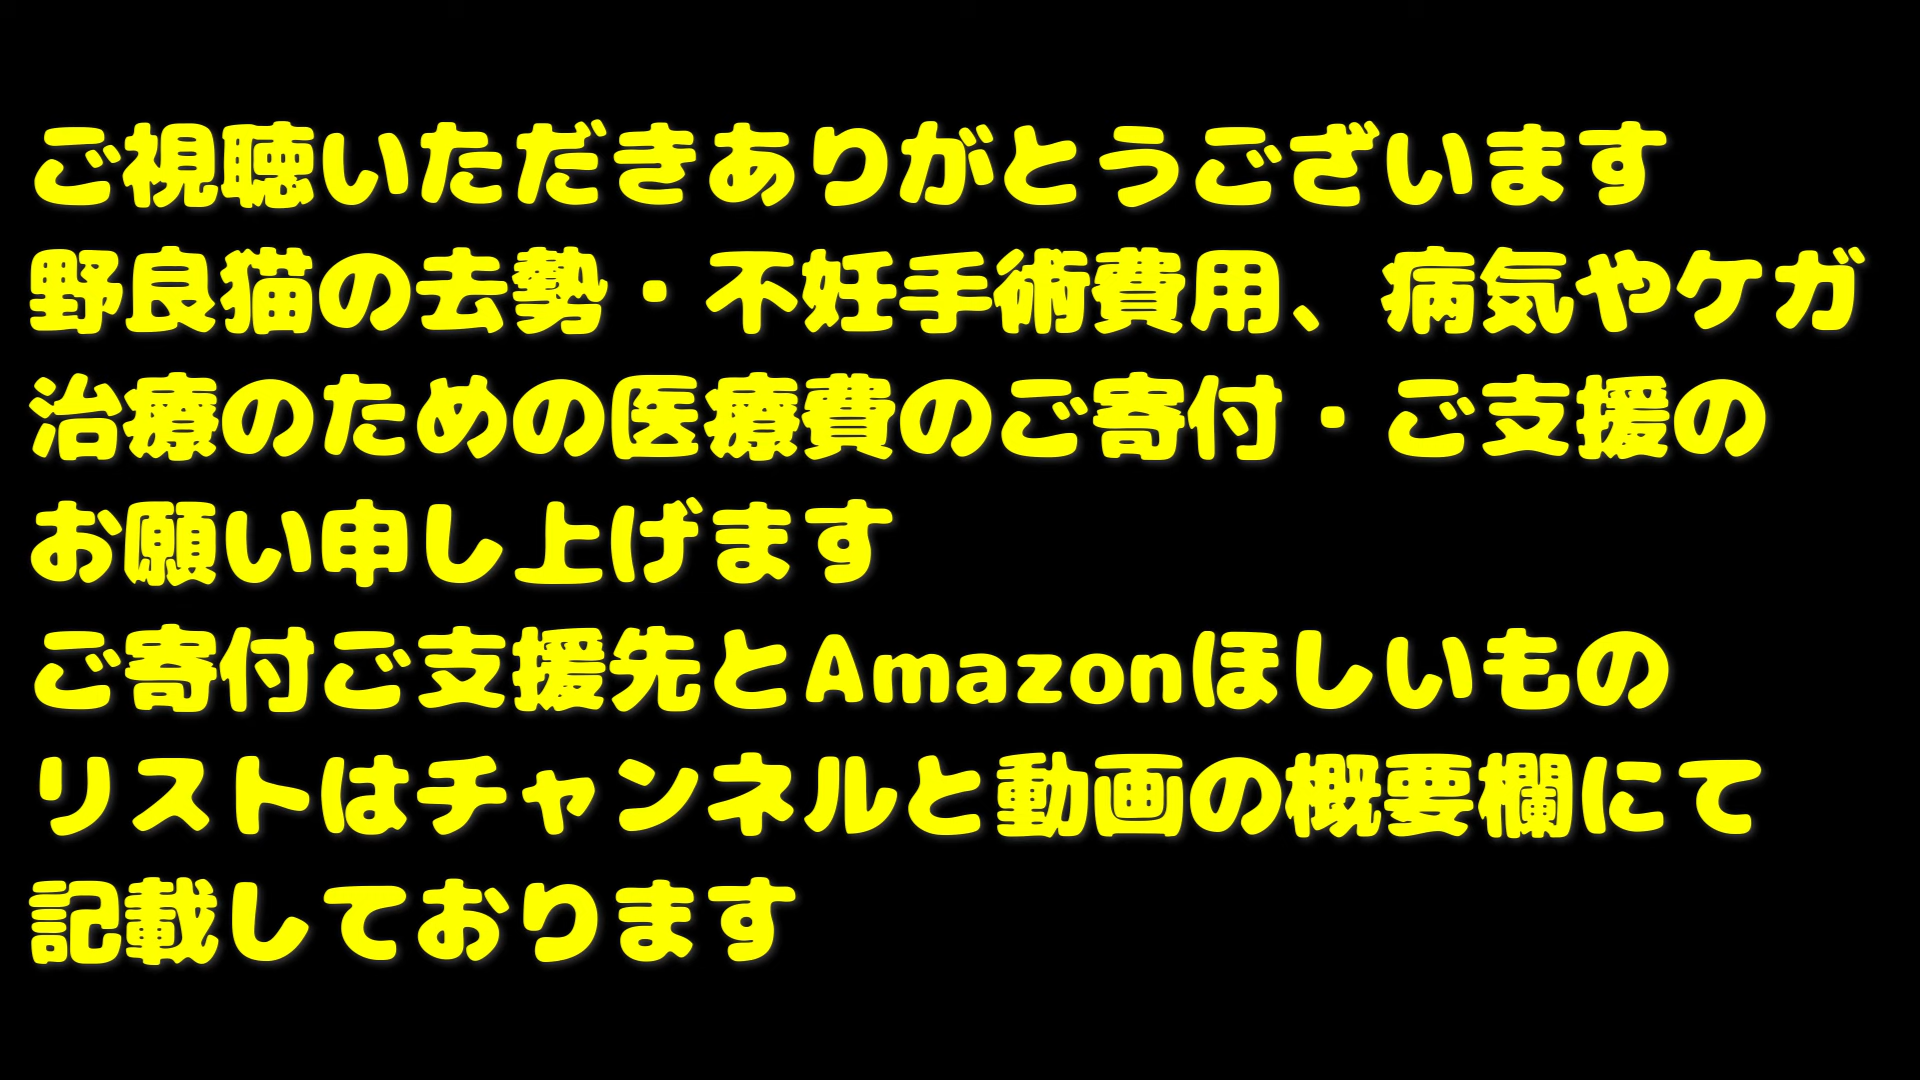 ご視聴いただきありがとうございます
野良猫の去勢・不妊手術費用、病気やケガ
治療のための医療費のご寄付・ご支援の
お願い申し上げます
ご寄付ご支援先とAmazonほしいもの
リストはチャンネルと動画の概要欄にて
記載しております